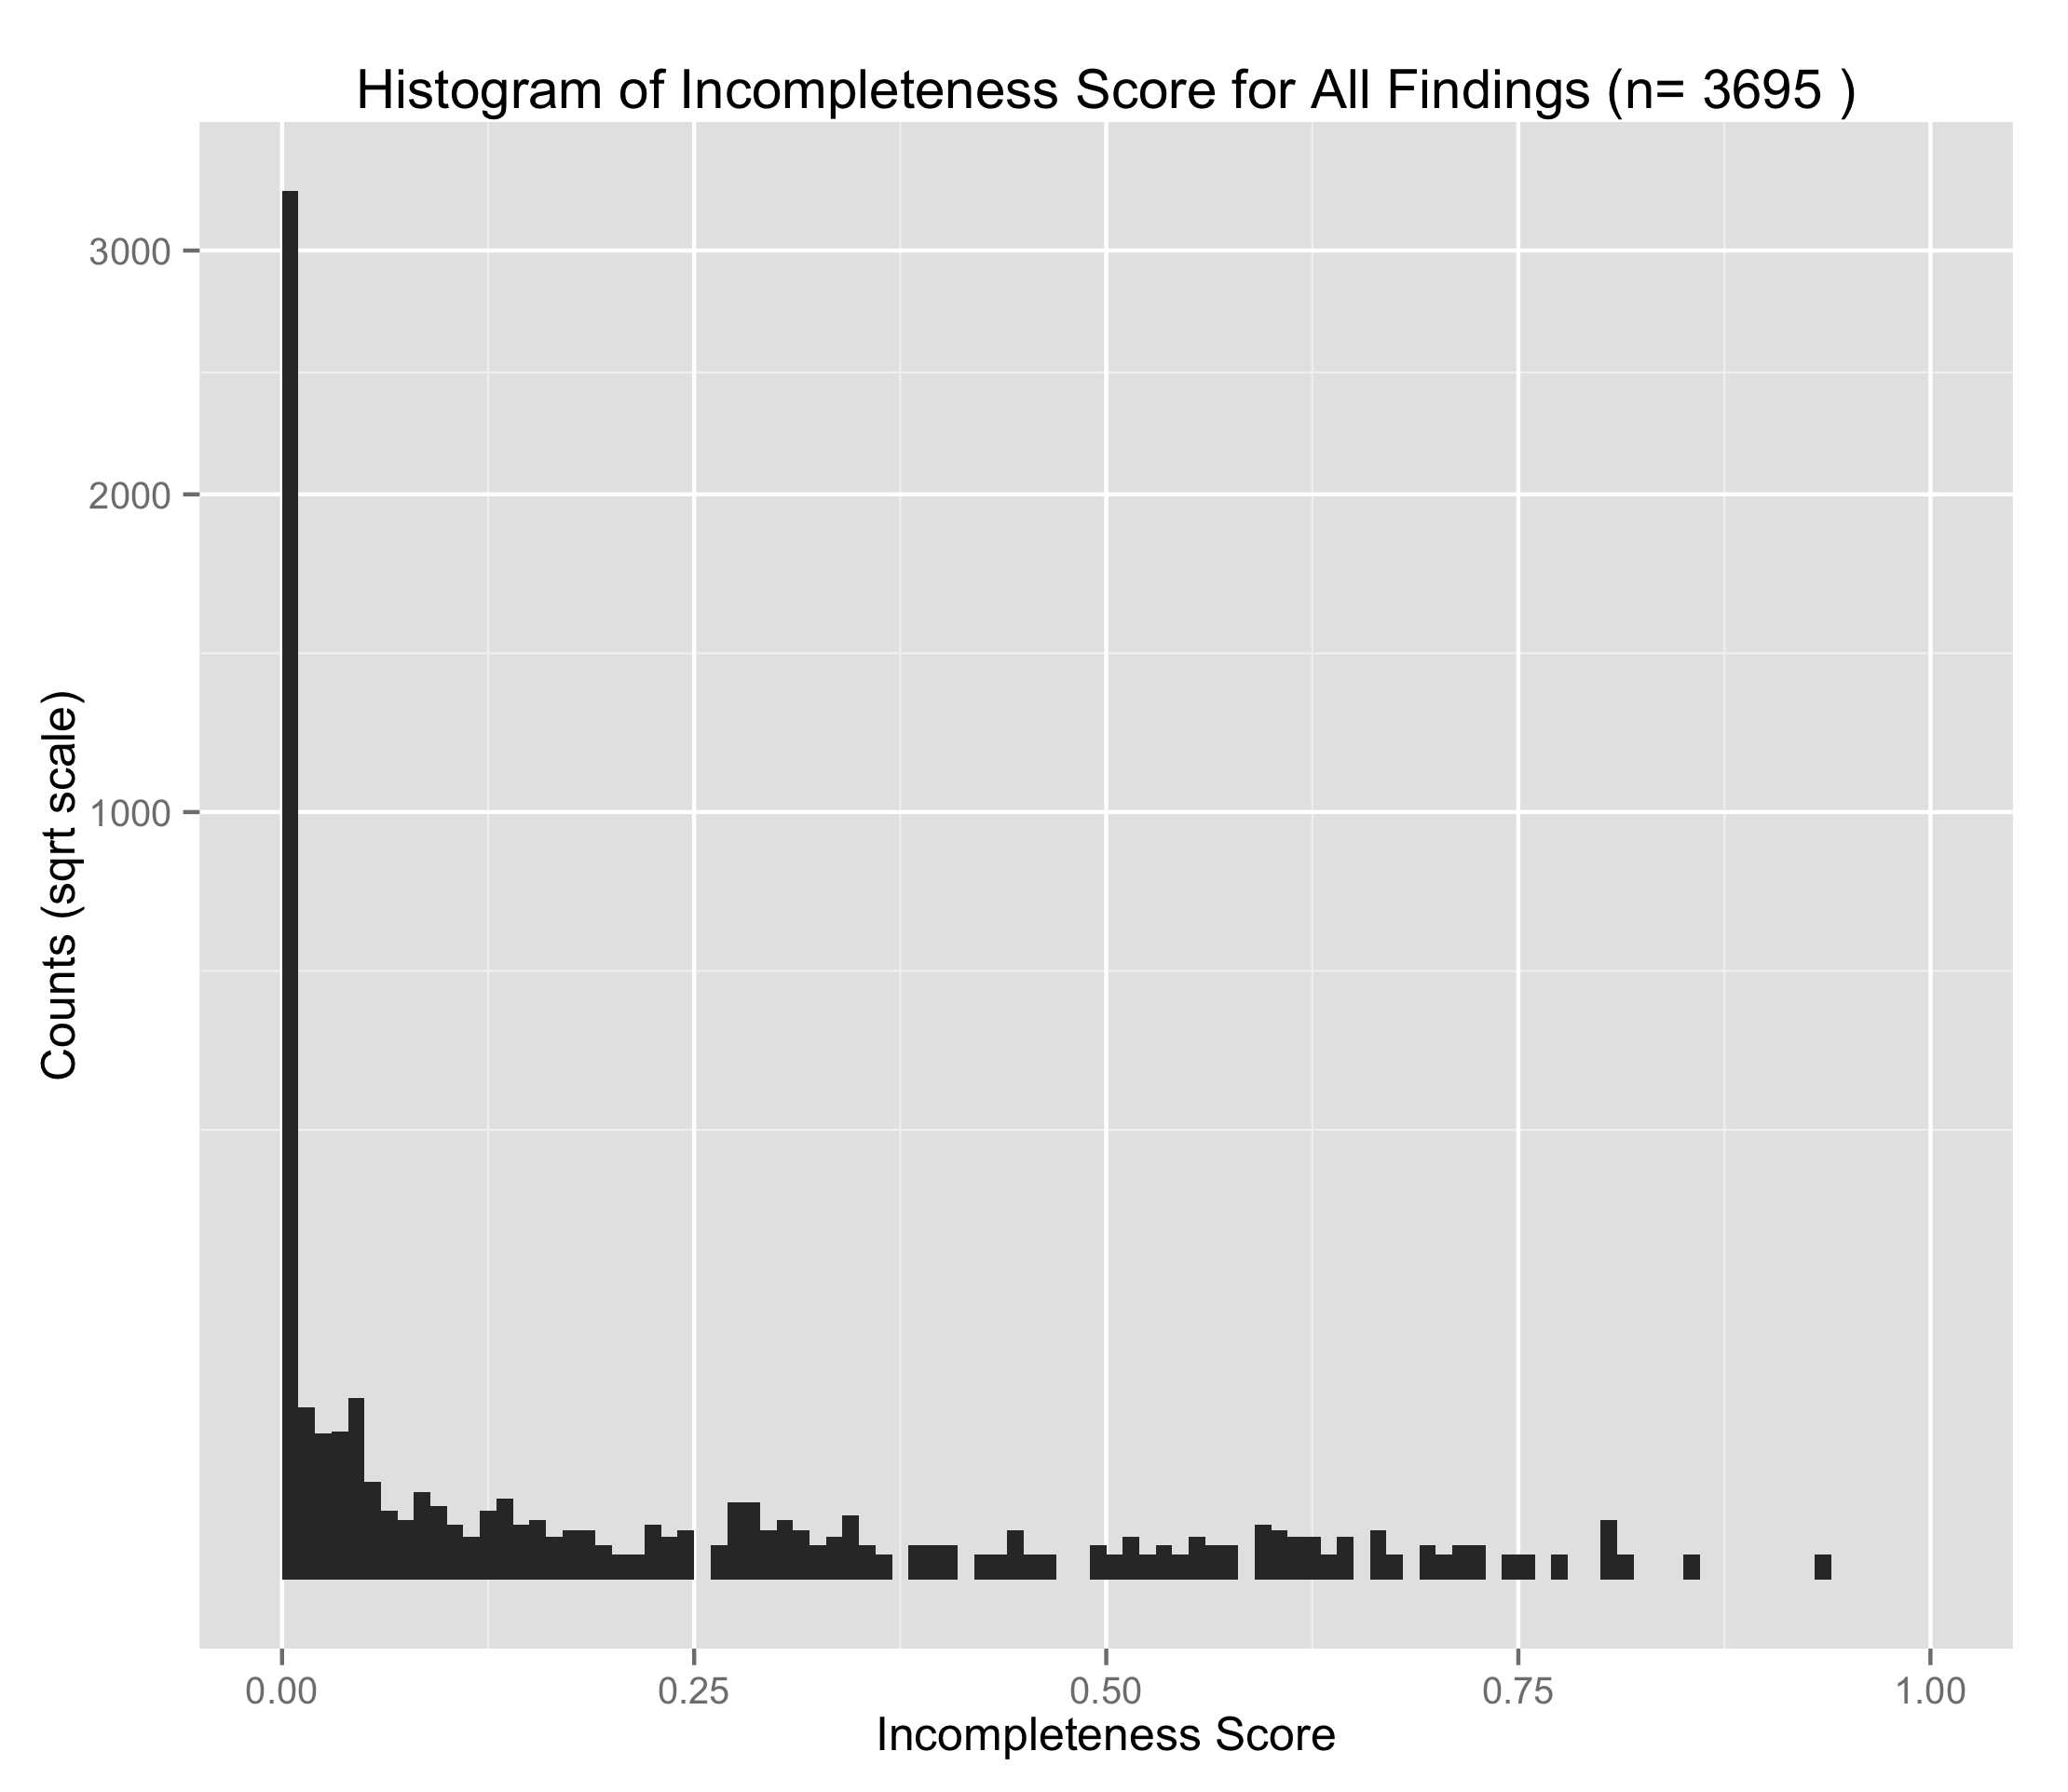 Histogram of Incompleteness Score for All Findings (n= 3695 )
3000
2000
1000
Counts (sqrt scale)
0.00 0.25 0.50 0.75 1.00
Incompleteness Score